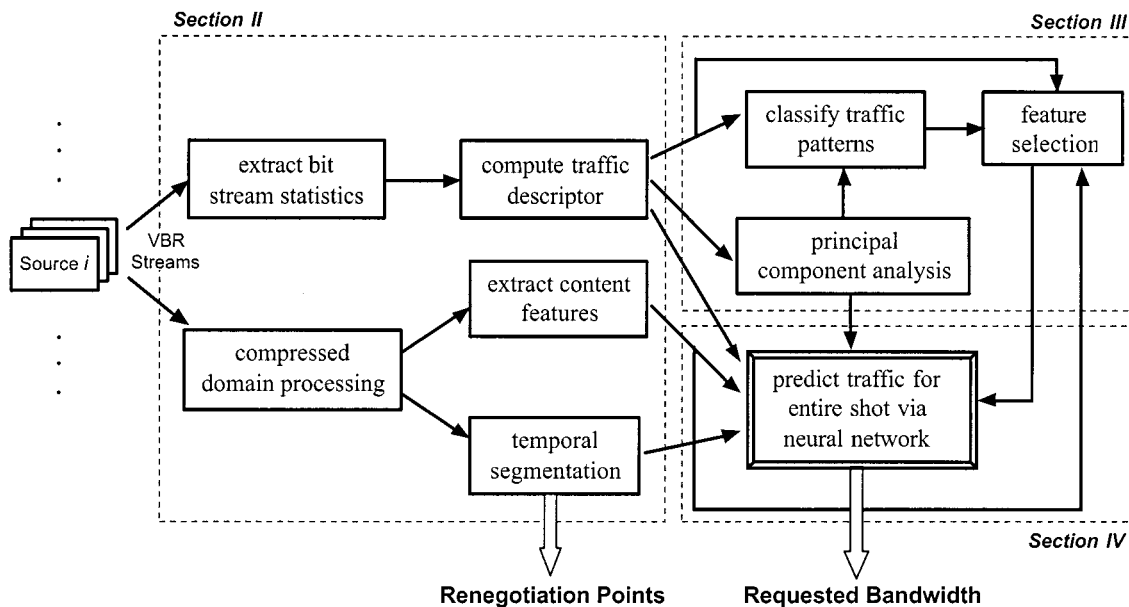 Section II
Section III
extract bit
stream statistics
compute traffic
descriptor
classify traffic
patterns
feature
selection
Source i
VBR
Streams
principal
component analysis
extract content
features
compressed
domain processing
predict traffic for
entire shot via
neural network
temporal
segmentation
Section IV
Renegotiation Points
Requested Bandwidth